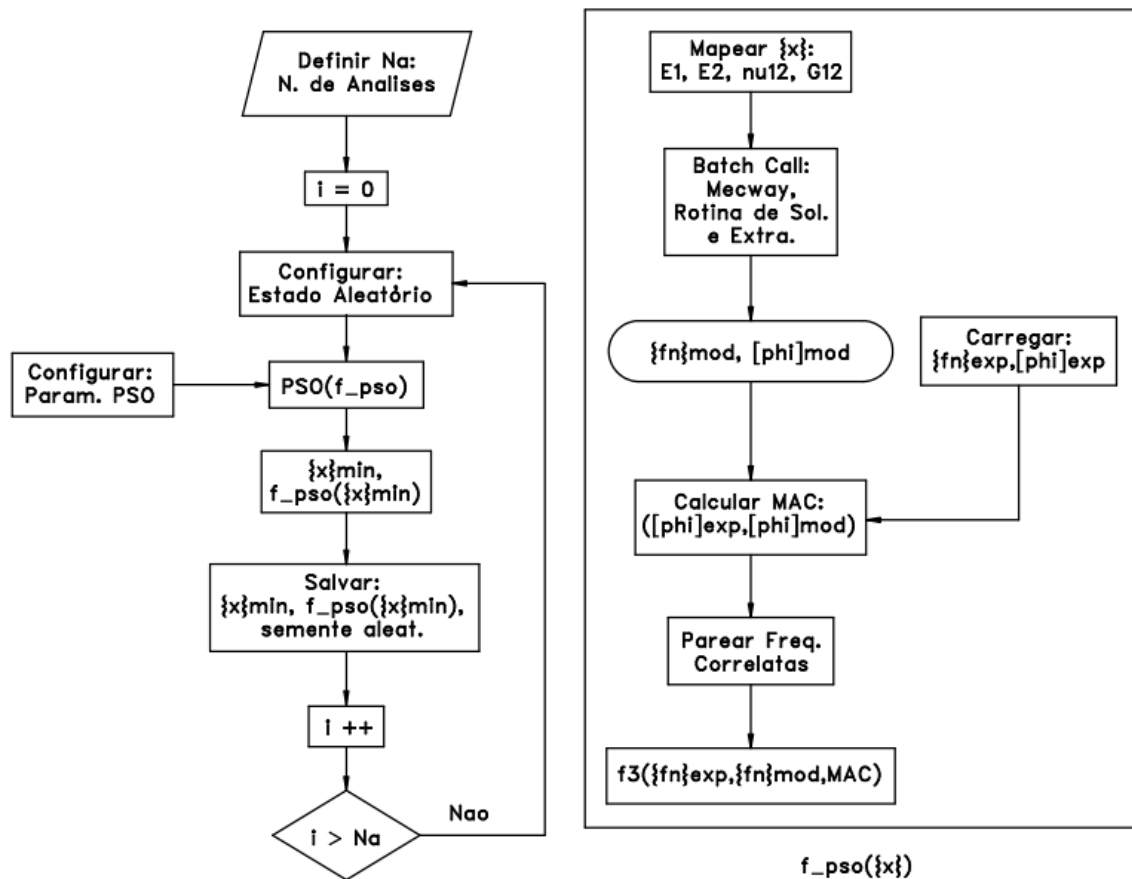 Definir Na:
N. de Analises
i = 0
Configurar:
Estado Aleatório
Configurar:
Param. PSO
PSO(f_pso)
{x}min,
f_pso({x}min)
Salvar:
{x}min, f_pso({x}min),
semente aleat.
i ++
i > Na
Nao
Mapear {x}:
E1, E2, nu12, G12
Batch Call:
Mecway,
Rotina de Sol.
e Extra.
{fn}mod, [phi]mod
Carregar:
{fn}exp,[phi]exp
Calcular MAC:
([phi]exp,[phi]mod)
Parear Freq.
Correlatas
f3({fn}exp,{fn}mod,MAC)
f_pso({x})